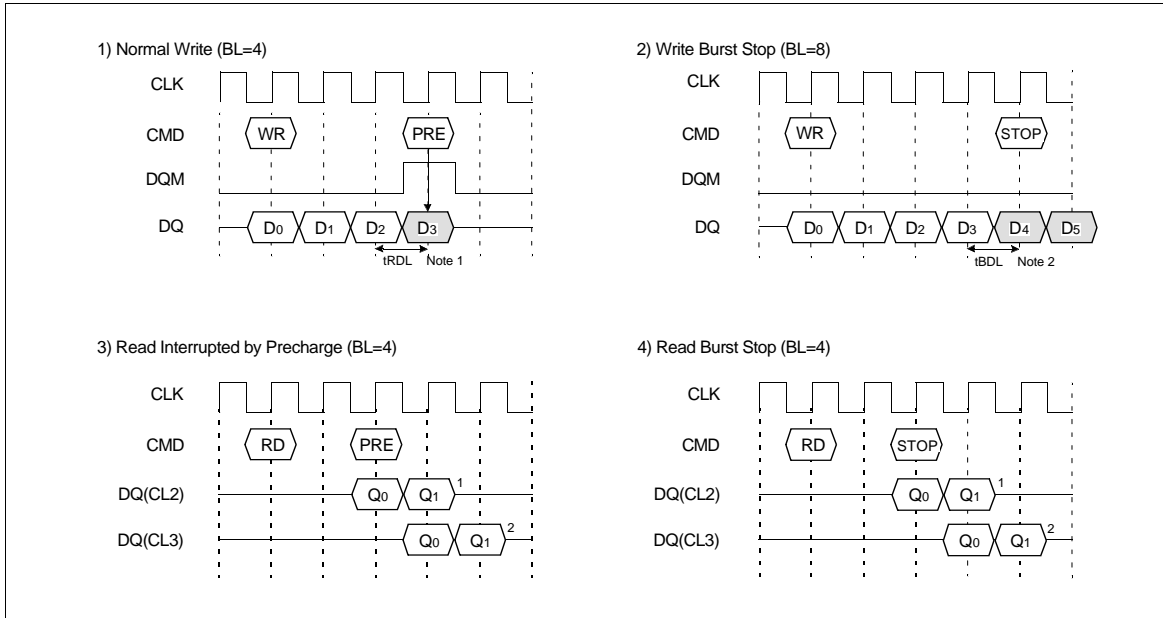 1) Normal Write (BL=4)
CLK
CMD
WR
PRE
DQM
DQ
D0
D1
D2
D3
tRDL
Note 1
2) Write Burst Stop (BL=8)
CLK
CMD
WR
STOP
DQM
DQ
D0
D1
D2
D3
D4
D5
tBDL
Note 2
3) Read Interrupted by Precharge (BL=4)
CLK
CMD
RD
PRE
DQ(CL2)
Q0
Q1
1
DQ(CL3)
Q0
Q1
2
4) Read Burst Stop (BL=4)
CLK
CMD
RD
STOP
DQ(CL2)
Q0
Q1
1
DQ(CL3)
Q0
Q1
2